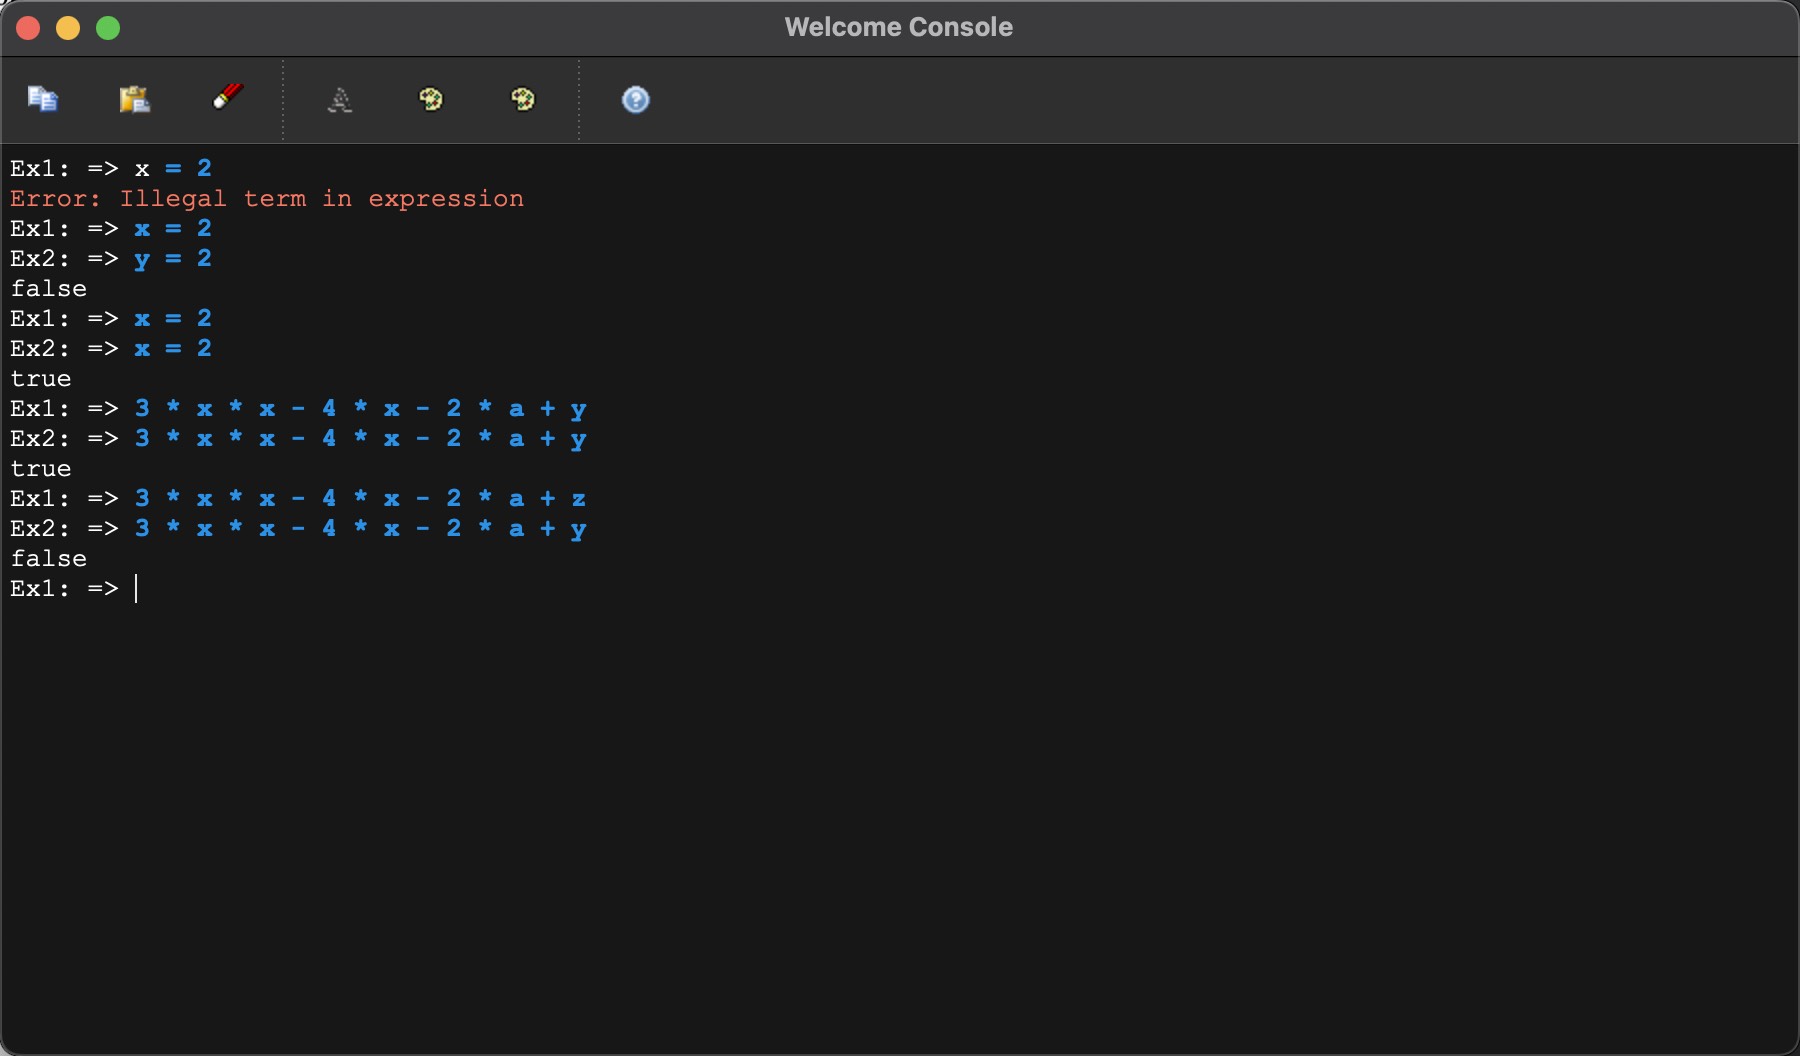 Welcome Console
Ex1: => x = 2
Error: Illegal term in expression
Ex1: => x = 2
Ex2: => y = 2
false
Ex1: => x = 2
Ex2: => x = 2
true
Ex1: => 3 * x * x - 4 * x - 2 * a + y
Ex2: => 3 * x * x - 4 * x - 2 * a + y
true
Ex1: => 3 * x * x - 4 * x - 2 * a + z
Ex2: => 3 * x * x - 4 * x - 2 * a + y
false
Ex1: =>